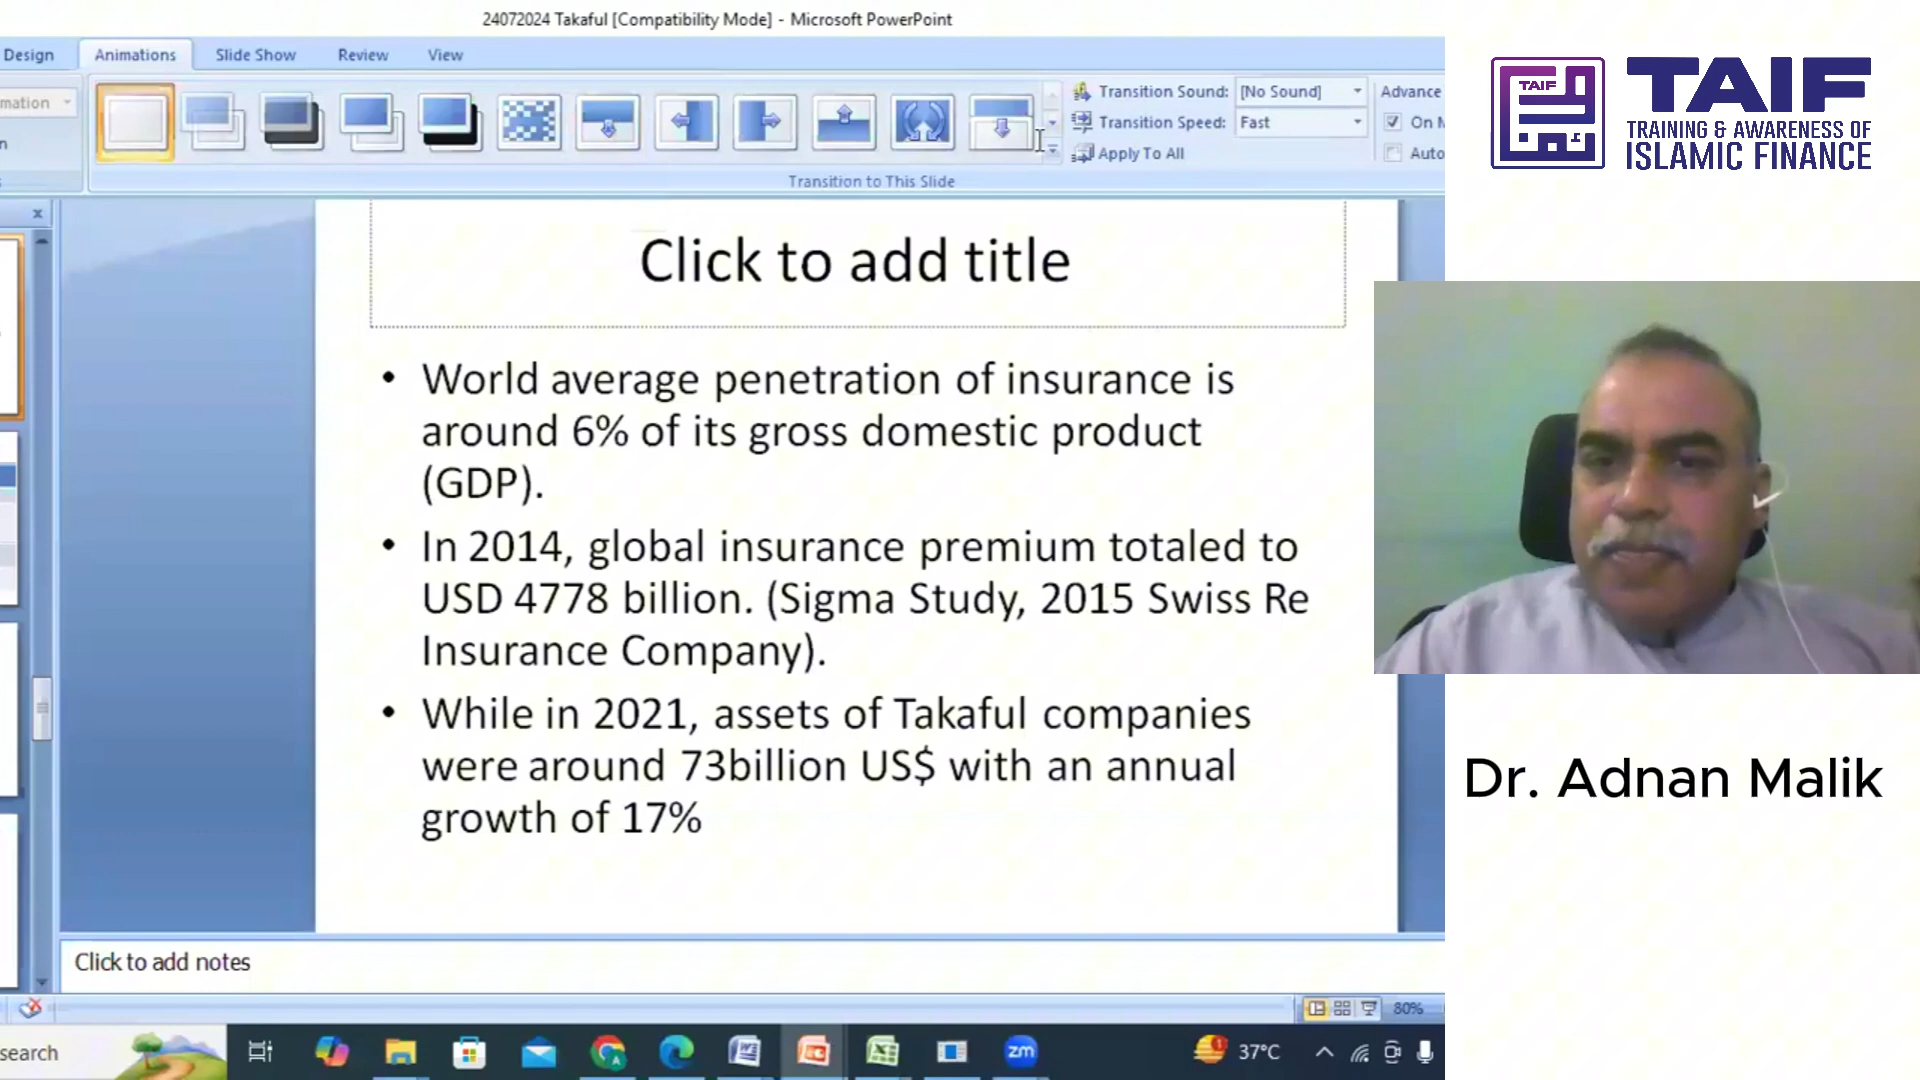 24072024 Takaful [Compatibility Mode] - Microsoft PowerPoint
Design Animations Slide Show Review View
mation
n
Transition Sound: [No Sound]
Transition Speed: Fast
Apply To All
Advance
On M
Auto
Transition to This Slide
TAIF
TAIF
TRAINING & AWARENESS OF
ISLAMIC FINANCE
Click to add title
• World average penetration of insurance is
around 6% of its gross domestic product
(GDP).
• In 2014, global insurance premium totaled to
USD 4778 billion. (Sigma Study, 2015 Swiss Re
Insurance Company).
• While in 2021, assets of Takaful companies
were around 73billion US$ with an annual
growth of 17%
Dr. Adnan Malik
Click to add notes
80%
search
zm
37°C